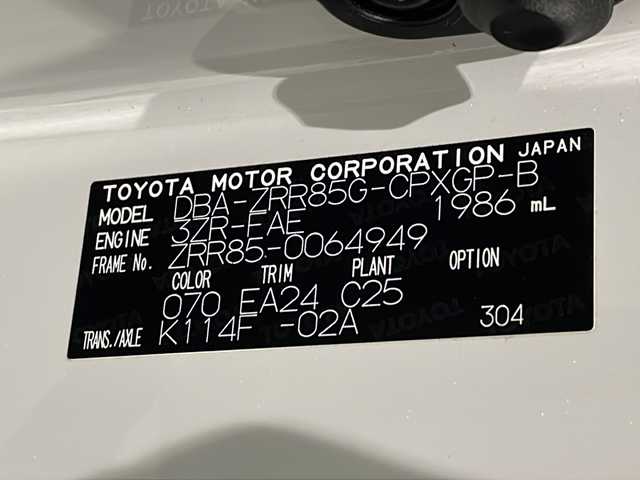 TOYOTA MOTOR CORPORATION JAPAN
MODEL DBA-ZRR85G-CPXGP-B
ENGINE 3ZR-FAE 1986 mL
FRAME No. ZRR85-0064949
COLOR TRIM PLANT OPTION
070 EA24 C25
TRANS./AXLE K114F -02A 304